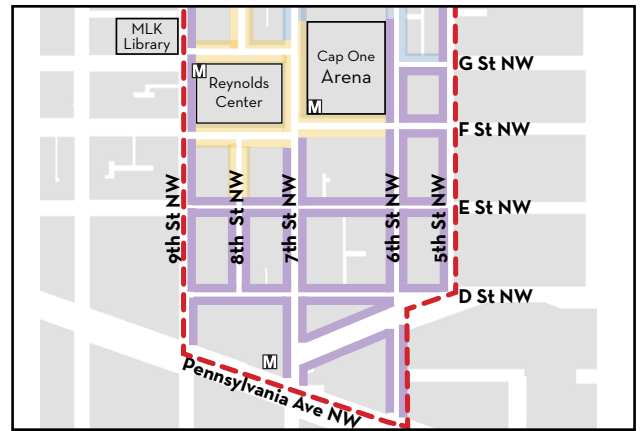 MLK
Library
M
Reynolds
Center
Cap One
Arena
M
G St NW
F St NW
9th St NW
8th St NW
7th St NW
6th St NW
5th St NW
E St NW
D St NW
M
Pennsylvania Ave NW